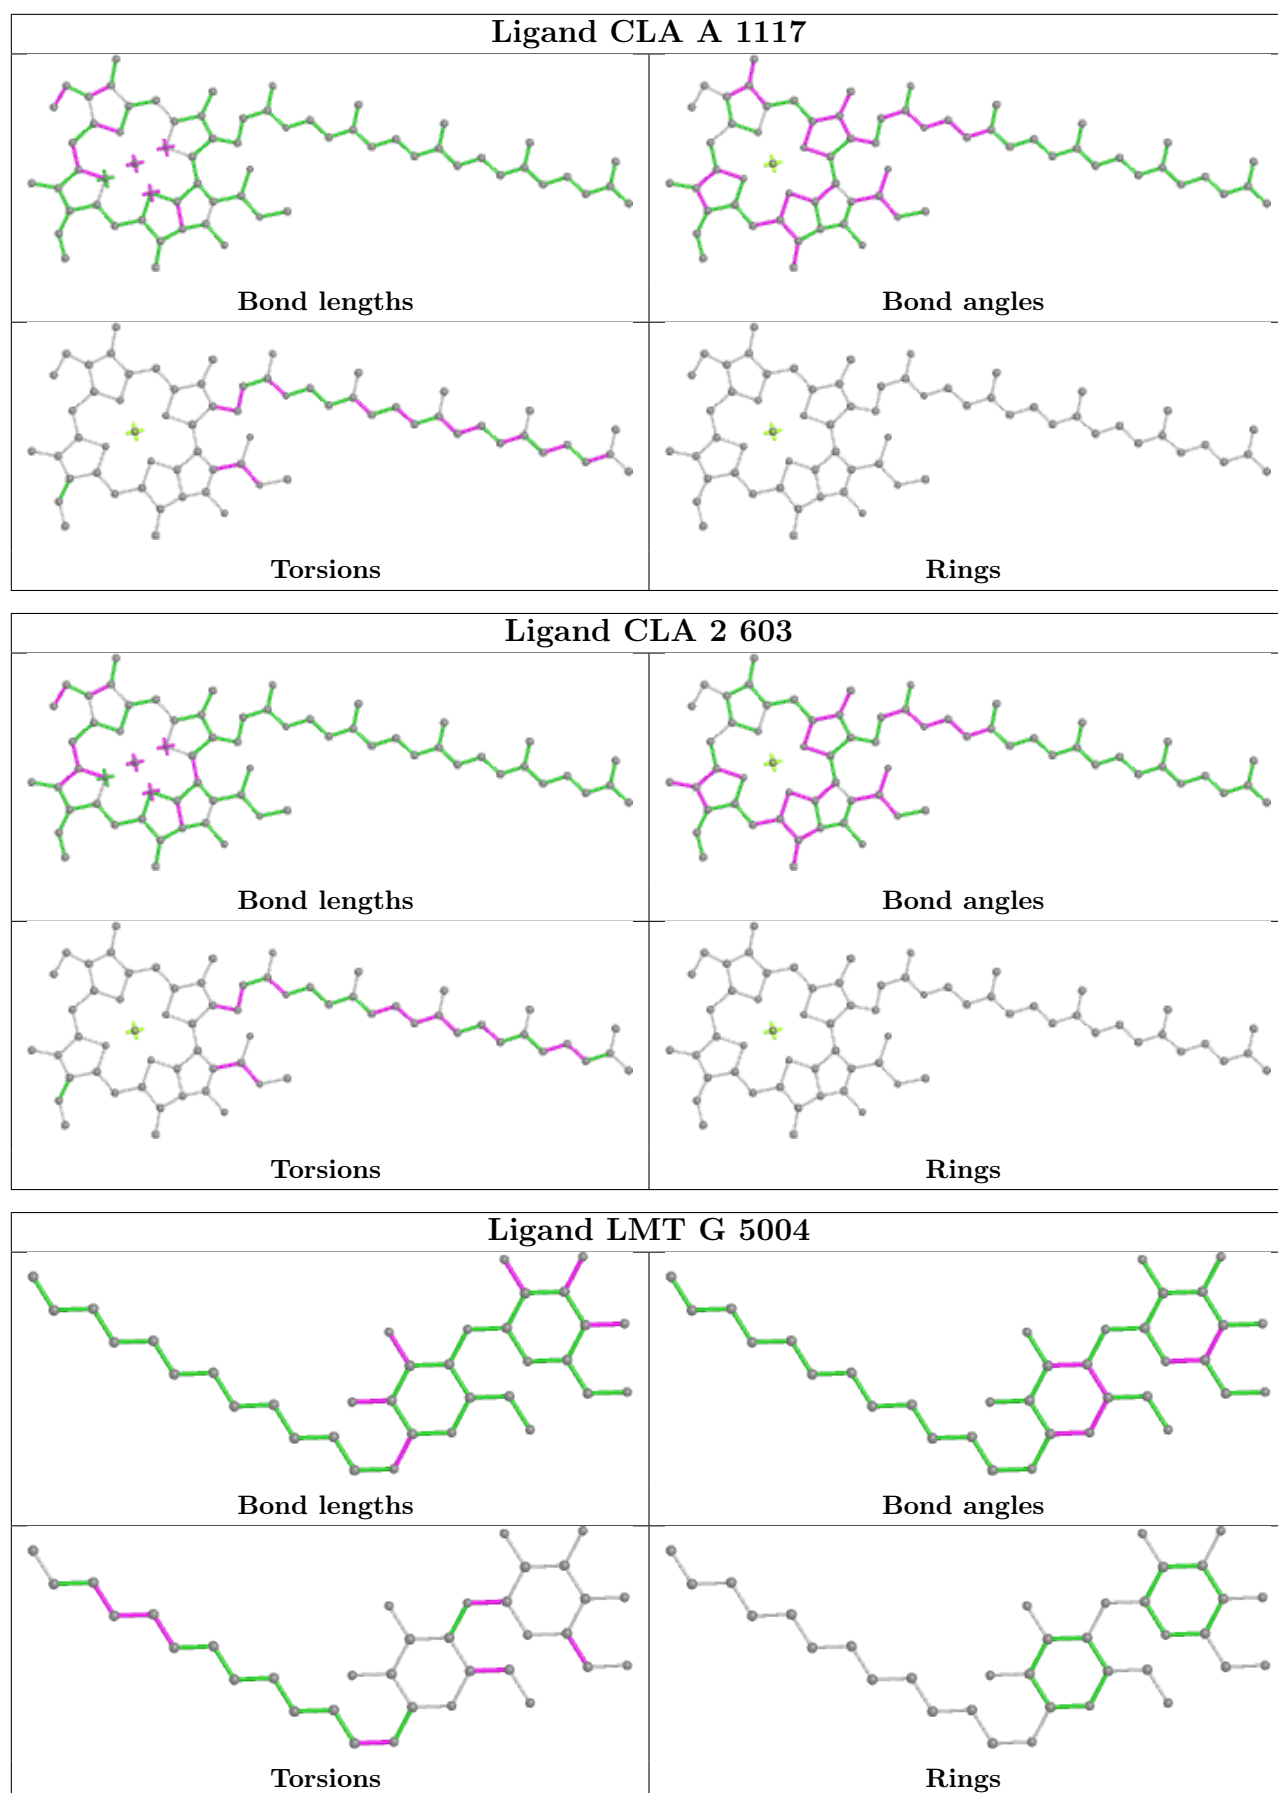 Ligand CLA A 1117
Bond lengths
Bond angles
Torsions
Rings
Ligand CLA 2 603
Bond lengths
Bond angles
Torsions
Rings
Ligand LMT G 5004
Bond lengths
Bond angles
Torsions
Rings